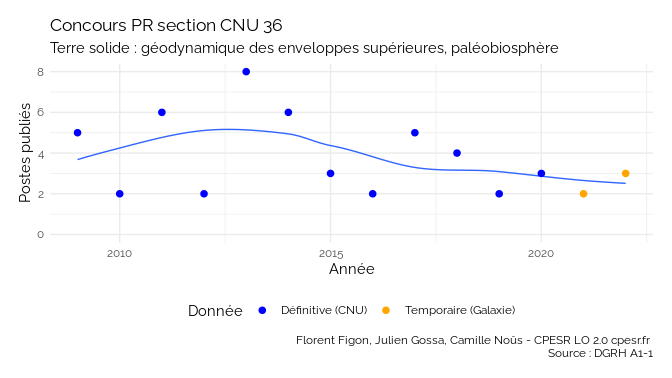 Concours PR section CNU 36
Terre solide : géodynamique des enveloppes supérieures, paléobiosphère
8
6
4
2
0
Postes publiés
2010
2015
2020
Année
Donnée
Définitive (CNU)
Temporaire (Galaxie)
Florent Figon, Julien Gossa, Camille Noûs - CPESR LO 2.0 cpesr.fr
Source : DGRH A1-1